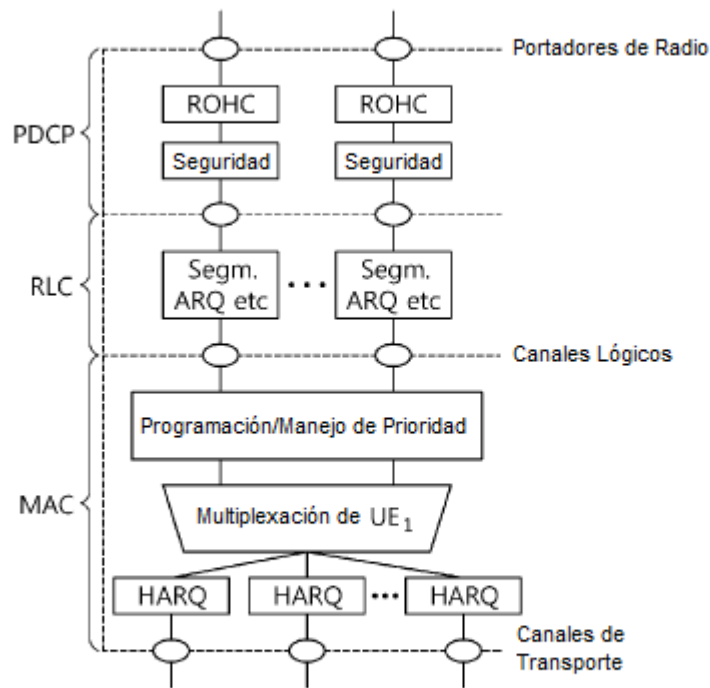 Portadores de Radio
ROHC ROHC
PDCP
Seguridad Seguridad
Segm. ARQ etc ... Segm. ARQ etc
RLC
Canales Lógicos
Programación/Manejo de Prioridad
MAC
Multiplexación de UE1
HARQ HARQ ... HARQ
Canales de
Transporte